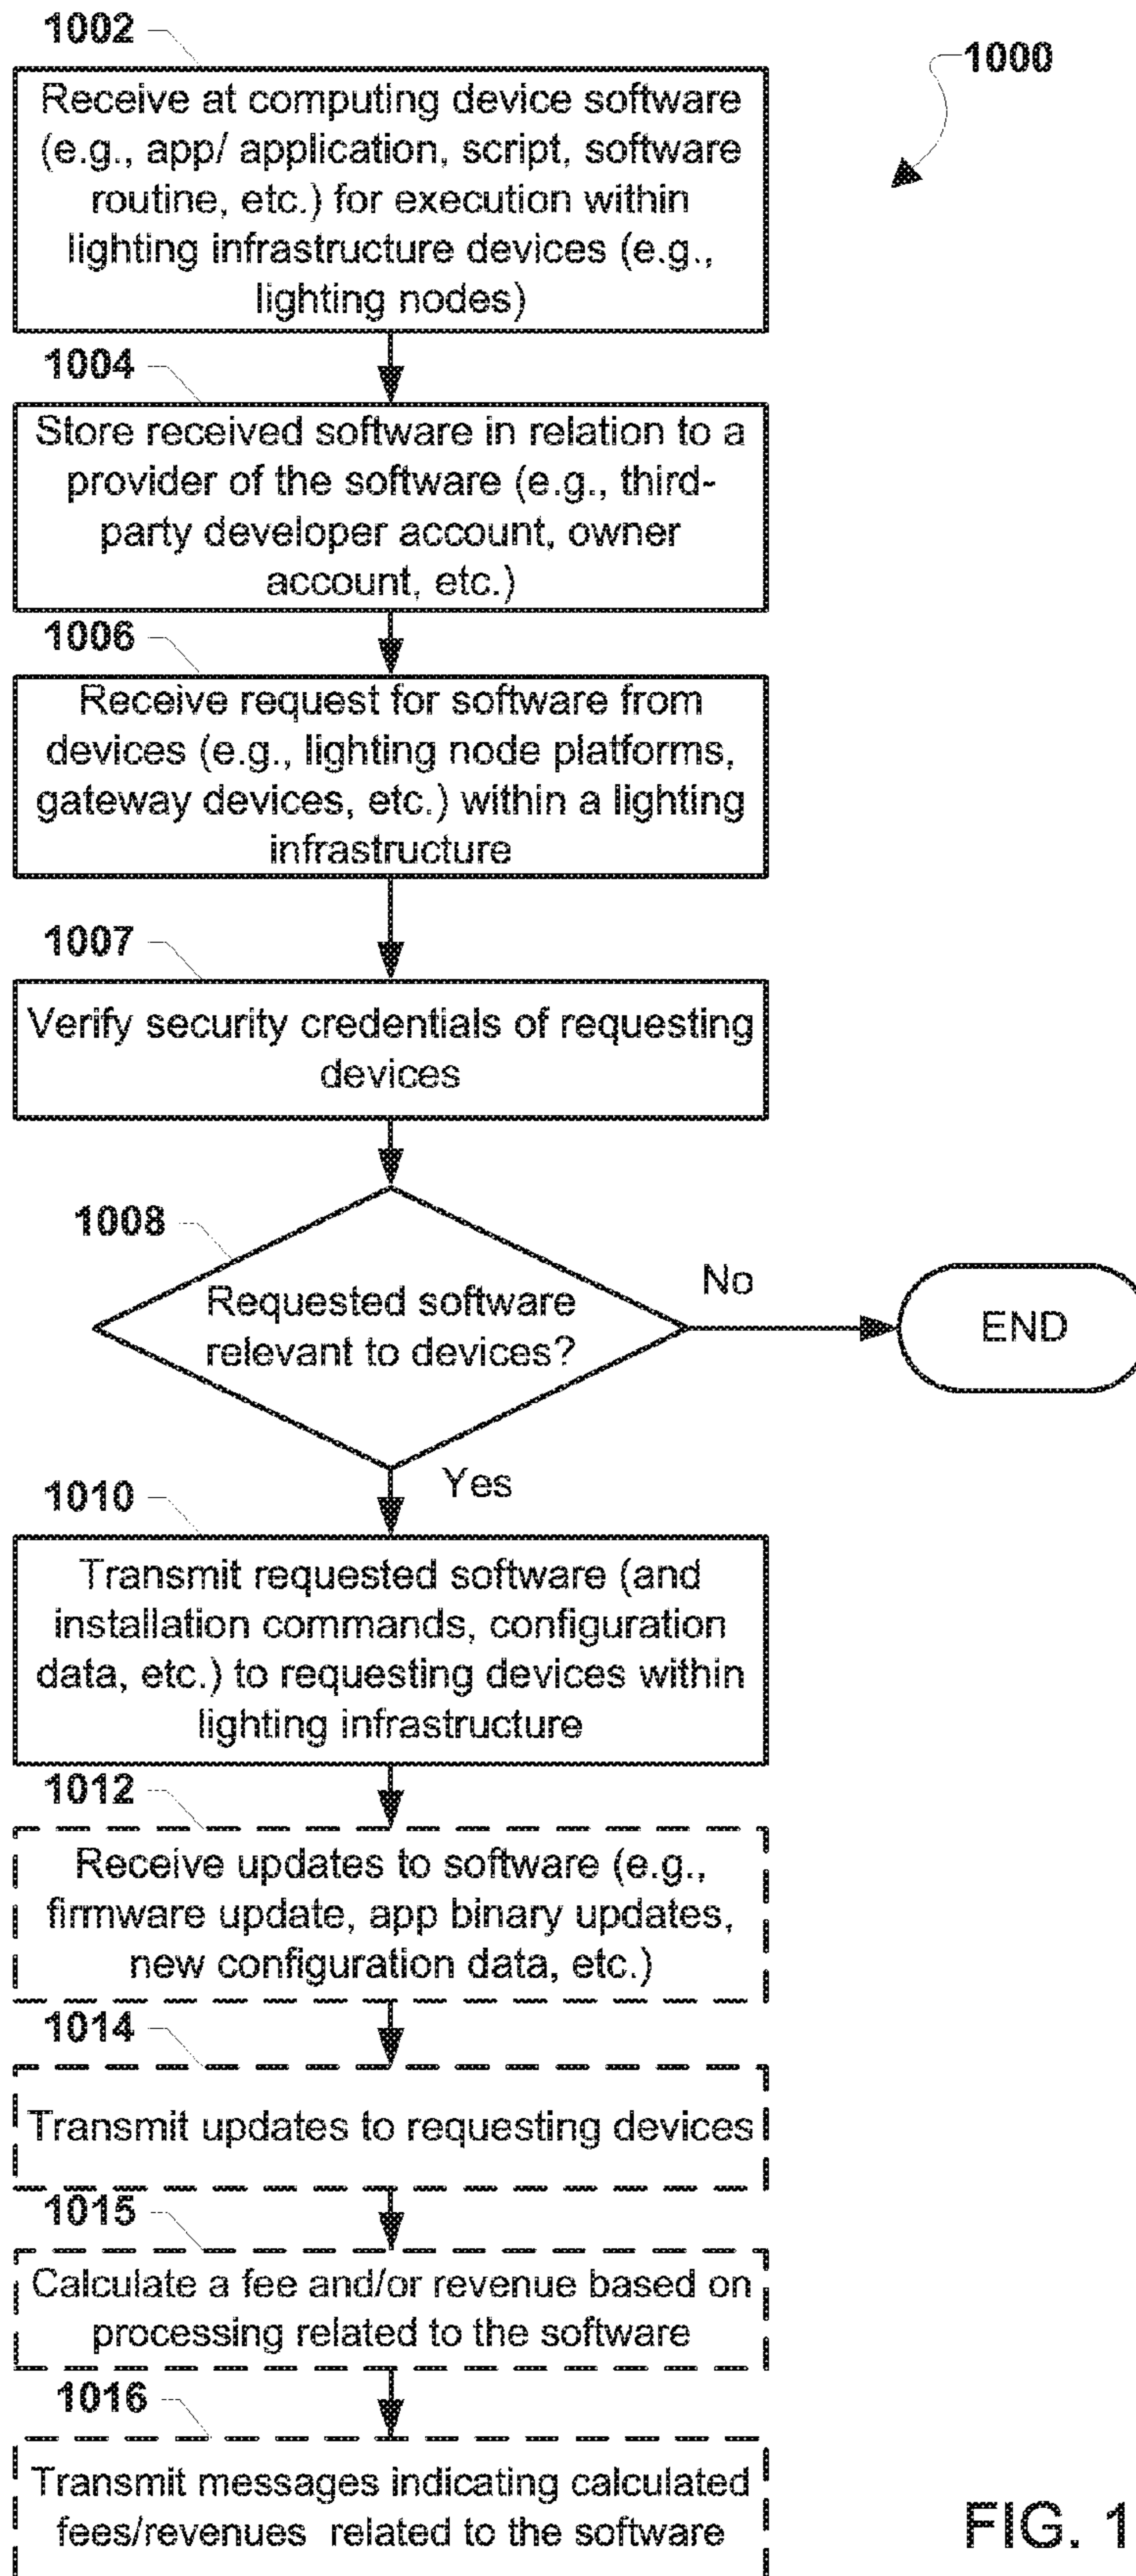 1002
1000
Receive at computing device software
(e.g., app/ application, script, software
routine, etc.) for execution within
lighting infrastructure devices (e.g.,
lighting nodes)
1004
Store received software in relation to a
provider of the software (e.g., third-
party developer account, owner
account, etc.)
1006
Receive request for software from
devices (e.g., lighting node platforms,
gateway devices, etc.) within a lighting
infrastructure
1007
Verify security credentials of requesting
devices
1008
Requested software
relevant to devices?
No
END
Yes
1010
Transmit requested software (and
installation commands, configuration
data, etc.) to requesting devices within
lighting infrastructure
1012
Receive updates to software (e.g.,
firmware update, app binary updates,
new configuration data, etc.)
1014
Transmit updates to requesting devices
1015
Calculate a fee and/or revenue based on
processing related to the software
1016
Transmit messages indicating calculated
fees/revenues related to the software
FIG. 1